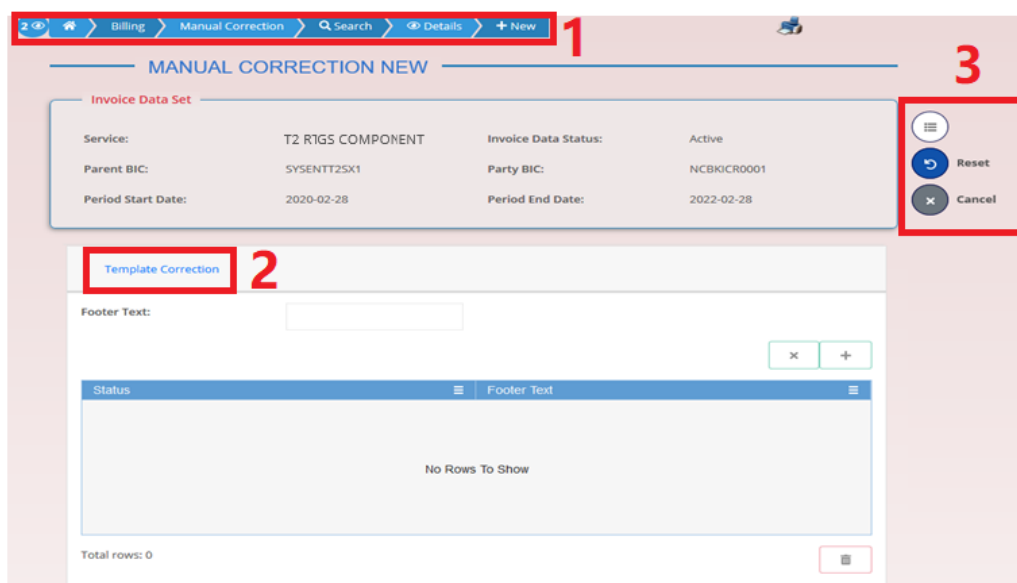 2 Billing Manual Correction Search Details New
1
MANUAL CORRECTION NEW
3
Invoice Data Set
Service: T2 RTGS COMPONENT Invoice Data Status: Active
Parent BIC: SYSENTT2SX1 Party BIC: NCBKICR0001
Reset
Period Start Date: 2020-02-28 Period End Date: 2022-02-28
Cancel
Template Correction
2
Footer Text:
Status Footer Text
No Rows To Show
Total rows: 0